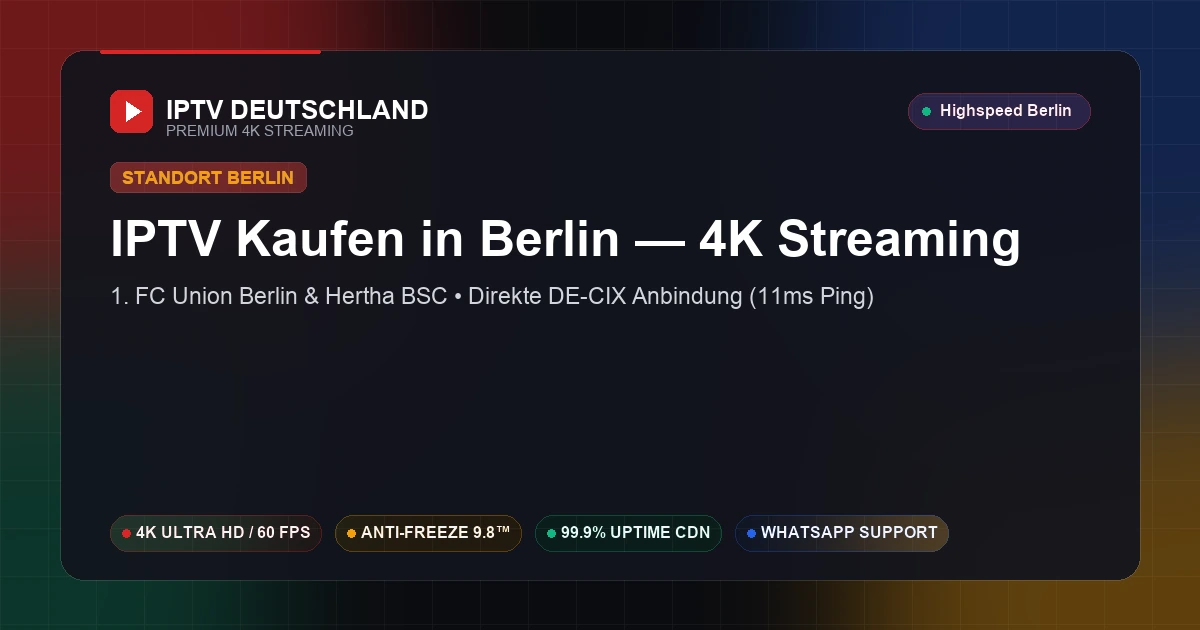 IPTV DEUTSCHLAND
PREMIUM 4K STREAMING
Highspeed Berlin
STANDORT BERLIN
IPTV Kaufen in Berlin — 4K Streaming
1. FC Union Berlin & Hertha BSC • Direkte DE-CIX Anbindung (11ms Ping)
4K ULTRA HD / 60 FPS
ANTI-FREEZE 9.8™
99.9% UPTIME CDN
WHATSAPP SUPPORT